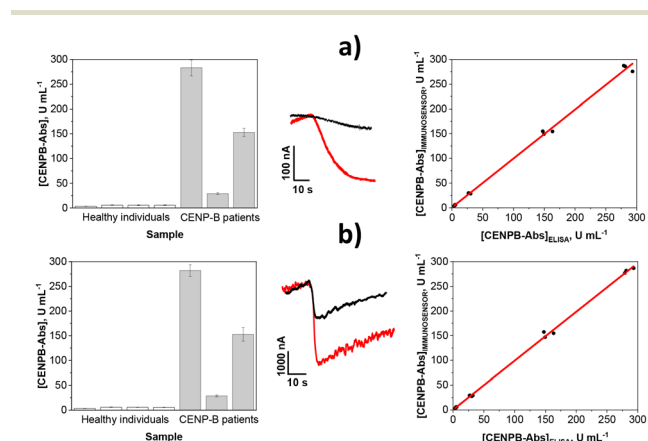 a)
[CENPB-Abs], U mL-1
300
250
200
150
100
50
0
Healthy individuals CENP-B patients
Sample
100 nA
10 s
[CENPB-Abs]IMMUNOSENSOR, U mL-1
300
250
200
150
100
50
0
0 50 100 150 200 250 300
[CENPB-Abs]ELISA, U mL-1
b)
[CENPB-Abs], U mL-1
300
250
200
150
100
50
0
Healthy individuals CENP-B patients
Sample
1000 nA
10 s
[CENPB-Abs]IMMUNOSENSOR, U mL-1
300
250
200
150
100
50
0
0 50 100 150 200 250 300
[CENPB-Abs]ELISA, U mL-1